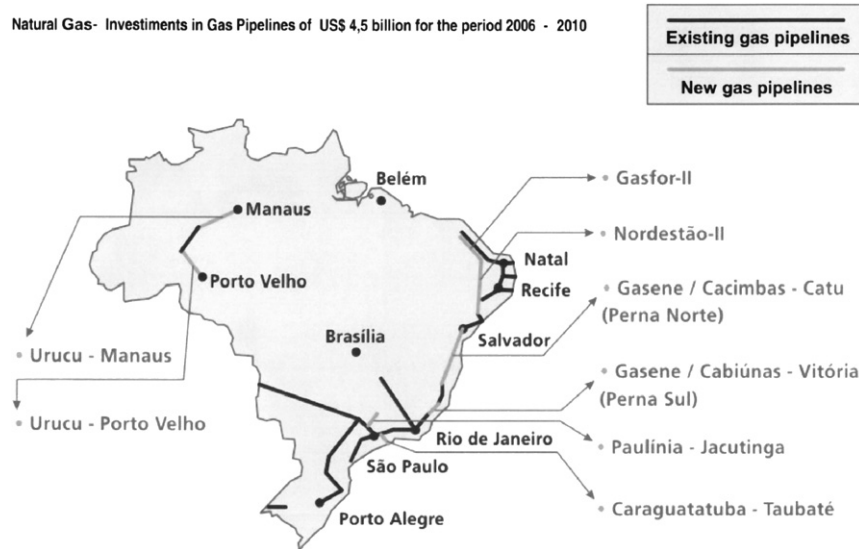 Natural Gas- Investiments in Gas Pipelines of US$ 4,5 billion for the period 2006 - 2010
Existing gas pipelines
New gas pipelines
Belém
Manaus
Porto Velho
Brasília
Natal
Recife
Salvador
Rio de Janeiro
São Paulo
Porto Alegre
• Urucu - Manaus
• Urucu - Porto Velho
• Gasfor-II
• Nordestão-II
• Gasene / Cacimbas - Catu
(Perna Norte)
• Gasene / Cabiúnas - Vitória
(Perna Sul)
• Paulínia - Jacutinga
• Caraguatatuba - Taubaté